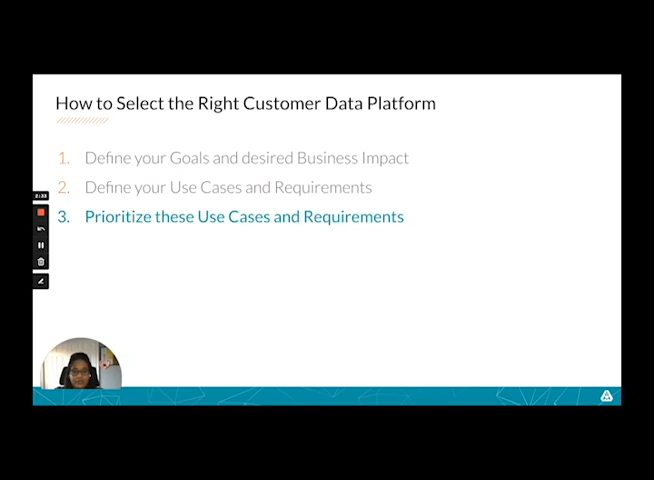 How to Select the Right Customer Data Platform
1. Define your Goals and desired Business Impact
2. Define your Use Cases and Requirements
3. Prioritize these Use Cases and Requirements